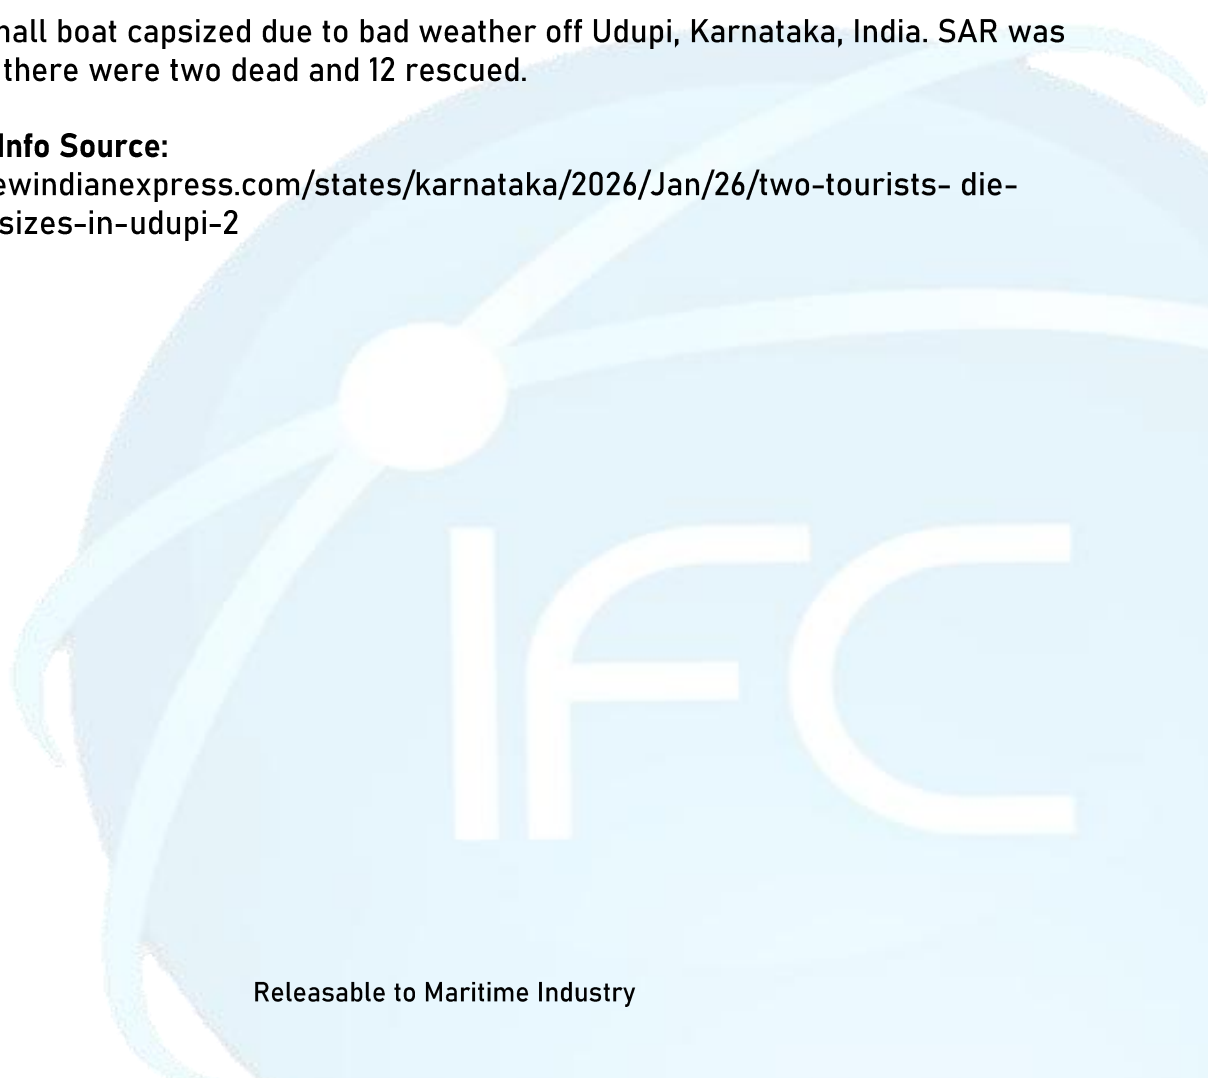 small boat capsized due to bad weather off Udupi, Karnataka, India. SAR was
there were two dead and 12 rescued.
Info Source:
ewindianexpress.com/states/karnataka/2026/Jan/26/two-tourists- die-
sizes-in-udupi-2
IFC
Releasable to Maritime Industry